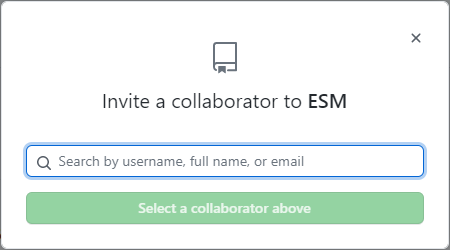 Invite a collaborator to ESM
Search by username, full name, or email
Select a collaborator above